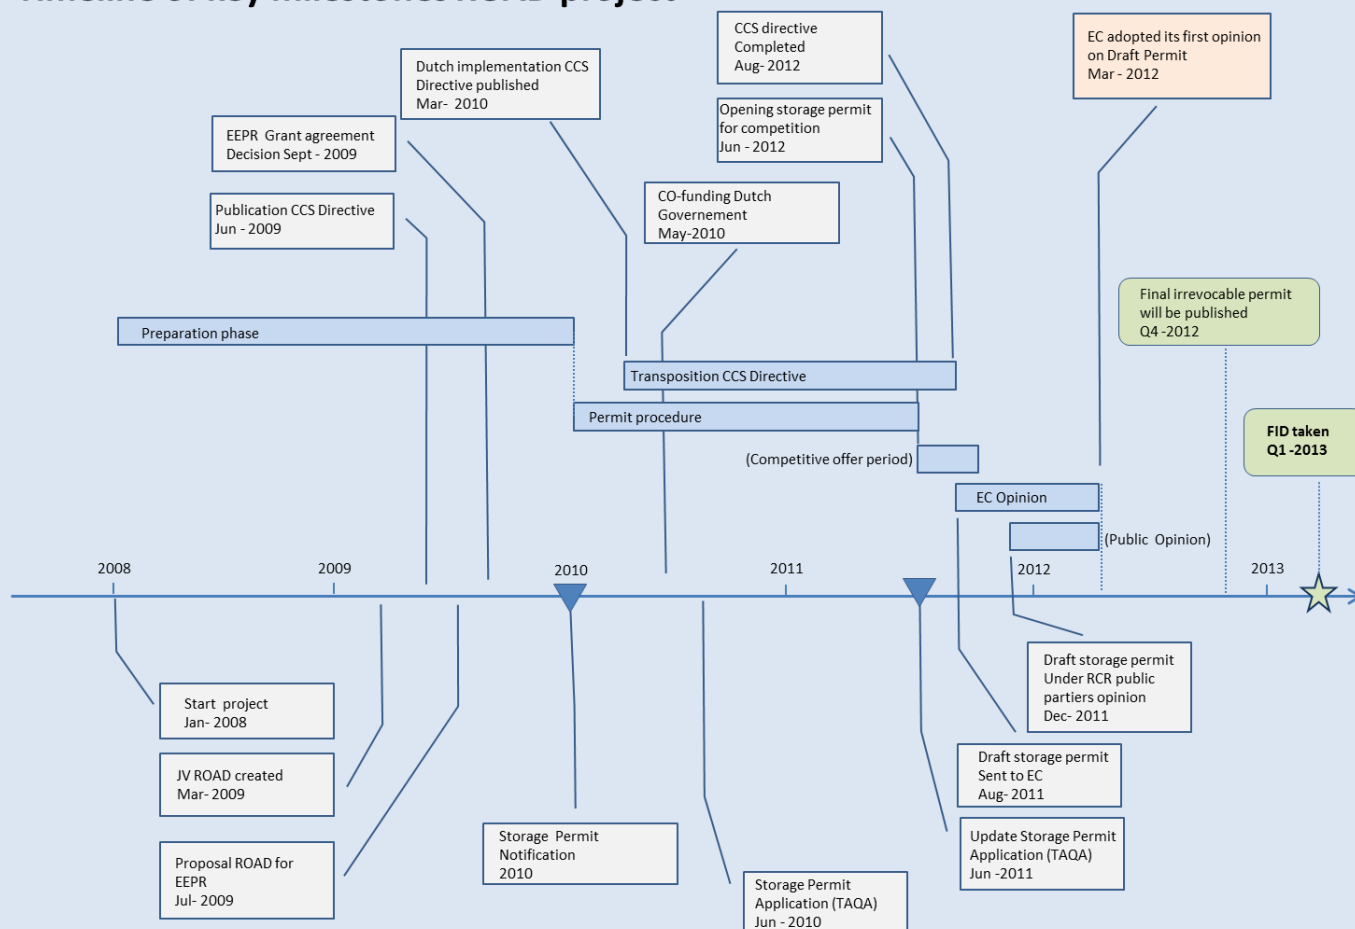 CCS directive
Completed
Aug- 2012
EC adopted its first opinion
on Draft Permit
Mar - 2012
Dutch implementation CCS
Directive published
Mar-  2010
Opening storage permit
for competition
Jun - 2012
EEPR  Grant agreement
Decision Sept - 2009
CO-funding Dutch
Governement
May-2010
Publication CCS Directive
Jun - 2009
Final irrevocable permit
will be published
Q4 -2012
Preparation phase
Transposition CCS Directive
Permit procedure
FID taken
Q1 -2013
(Competitive offer period)
EC Opinion
(Public  Opinion)
2008
2009
2010
2011
2012
2013
Start  project
Jan- 2008
JV ROAD created
Mar- 2009
Proposal ROAD for
EEPR
Jul- 2009
Storage  Permit
Notification
2010
Storage Permit
Application (TAQA)
Jun - 2010
Draft storage permit
Under RCR public
partiers opinion
Dec- 2011
Draft storage permit
Sent to EC
Aug- 2011
Update Storage Permit
Application (TAQA)
Jun -2011